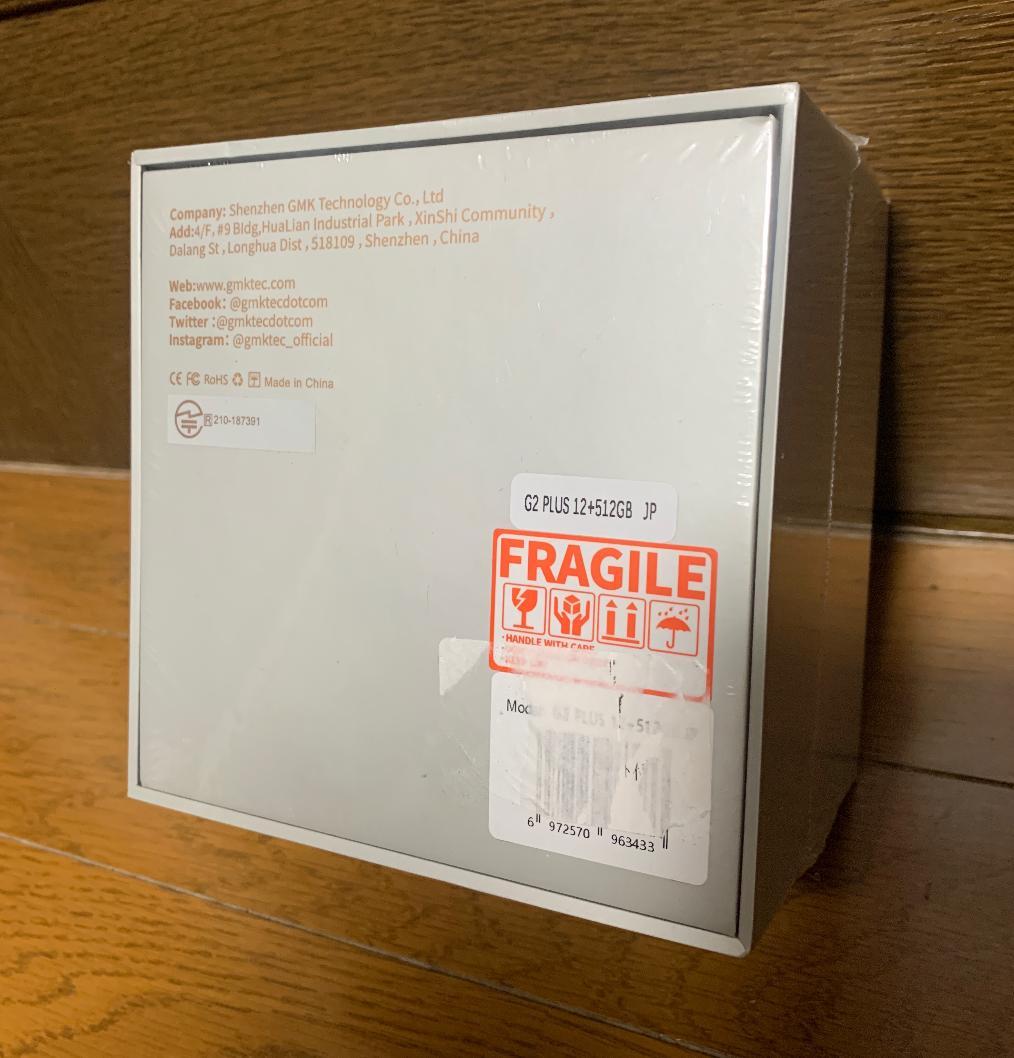 Company: Shenzhen GMK Technology Co., Ltd
Add:4/F, #9 Bldg,HuaLian Industrial Park , XinShi Community ,
Dalang St , Longhua Dist , 518109 , Shenzhen , China
Web:www.gmktec.com
Facebook: @gmktecdotcom
Twitter :@gmktecdotcom
Instagram: @gmktec_official
CE FC RoHS Made in China
R 210-187391
G2 PLUS 12+512GB JP
FRAGILE
·HANDLE WITH CARE
G2 PLUS
6 972570 963433